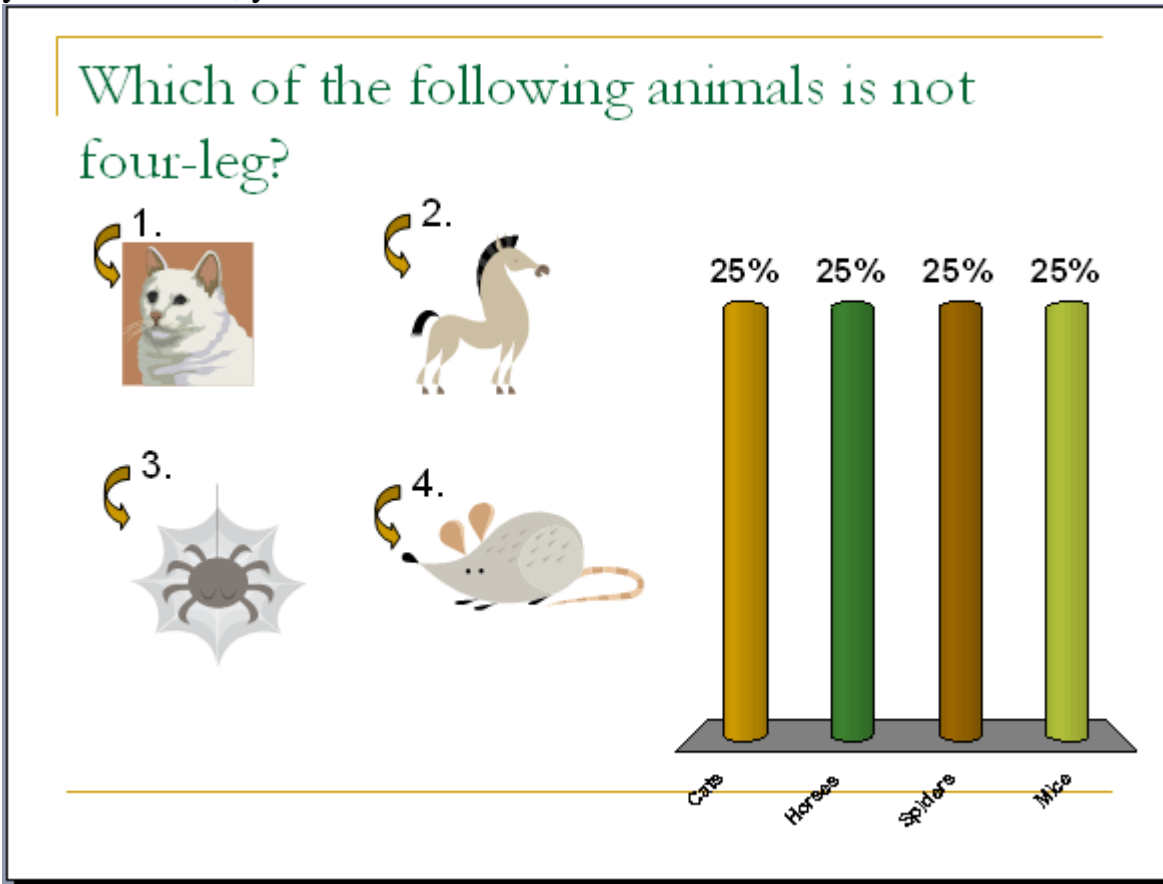 Which of the following animals is not
four-leg?
1.
2.
3.
4.
25% 25% 25% 25%
Cats Horses Spiders Mice